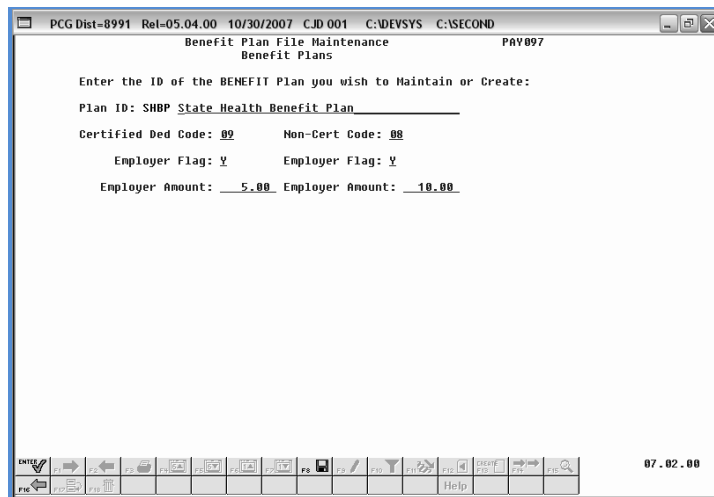 PCG Dist=8991 Rel=05.04.00 10/30/2007 CJD 001 C:\DEVSYS C:\SECOND
Benefit Plan File Maintenance PAY097
Benefit Plans
Enter the ID of the BENEFIT Plan you wish to Maintain or Create:
Plan ID: SHBP State Health Benefit Plan
Certified Ded Code: 09 Non-Cert Code: 08
Employer Flag: Y Employer Flag: Y
Employer Amount: 5.00 Employer Amount: 10.00
ENTER F1 F2 F3 F4 F5 F6 F7 F8 F9 F10 F11 F12 CREATE F13 F14 F15 07.02.00
F16 F17 F18 Help